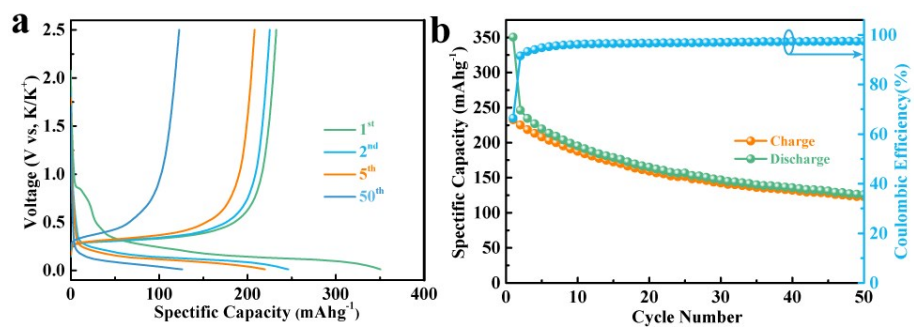 a
2.5
2.0
1.5
1.0
0.5
0.0
Voltage (V vs, K/K⁺)
1ˢᵗ
2ⁿᵈ
5ᵗʰ
50ᵗʰ
0 100 200 300 400
Spectific Capacity (mAhg⁻¹)
b
350
300
250
200
150
100
50
0
Spectific Capacity (mAhg⁻¹)
Charge
Discharge
100
80
60
40
20
0
Coulombic Efficiency(%)
0 10 20 30 40 50
Cycle Number